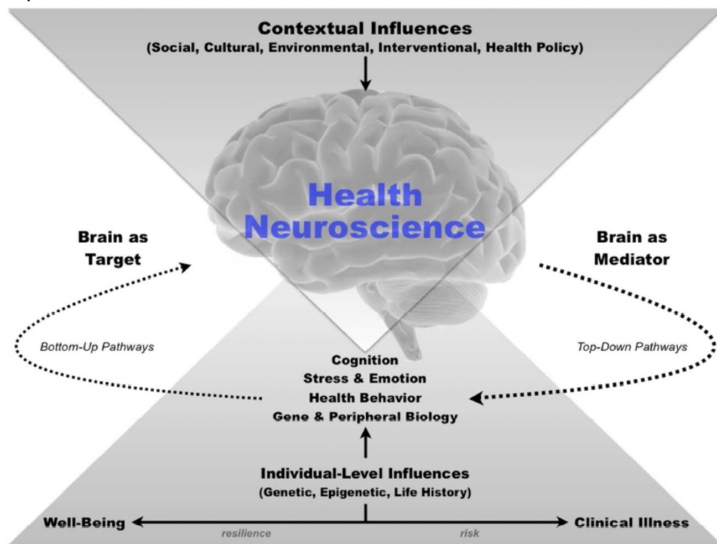 Contextual Influences
(Social, Cultural, Environmental, Interventional, Health Policy)
Health
Neuroscience
Brain as
Target
Brain as
Mediator
Bottom-Up Pathways
Top-Down Pathways
Cognition
Stress & Emotion
Health Behavior
Gene & Peripheral Biology
Individual-Level Influences
(Genetic, Epigenetic, Life History)
Well-Being
Clinical Illness
resilience
risk